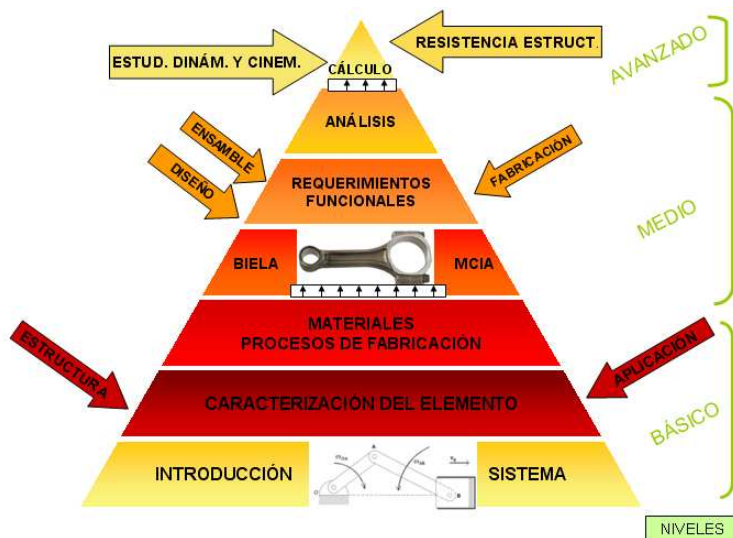 RESISTENCIA ESTRUCT.
ESTUD. DINÁM. Y CINEM.
CÁLCULO
AVANZADO
ANÁLISIS
ENSAMBLE
DISEÑO
REQUERIMIENTOS
FUNCIONALES
FABRICACIÓN
MEDIO
BIELA
MCIA
MATERIALES
PROCESOS DE FABRICACIÓN
ESTRUCTURA
APLICACIÓN
CARACTERIZACIÓN DEL ELEMENTO
BÁSICO
A
INTRODUCCIÓN
SISTEMA
B
NIVELES